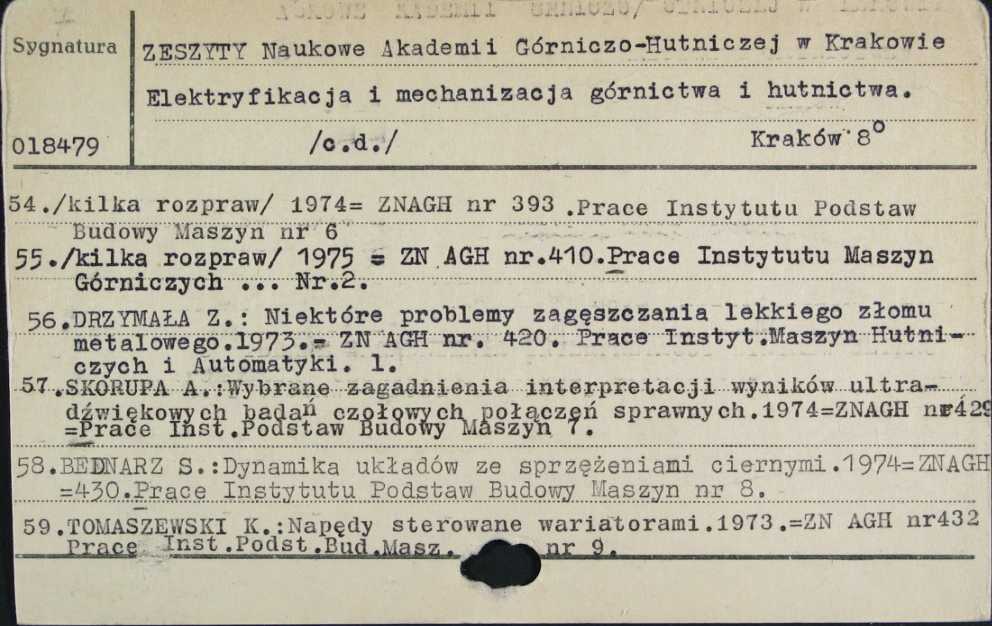 Sygnatura
ZESZYTY Naukowe Akademii Górniczo-Hutniczej w Krakowie
Elektryfikacja i mechanizacja górnictwa i hutnictwa.
018479 /c.d./ Kraków 8°
54./kilka rozpraw/ 1974= ZNAGH nr 393 .Prace Instytutu Podstaw
Budowy Maszyn nr 6
55./kilka rozpraw/ 1975 = ZN AGH nr.410.Prace Instytutu Maszyn
Górniczych ... Nr.2.
56.DRZYMAŁA Z.: Niektóre problemy zagęszczania lekkiego złomu
metalowego.1973.= ZN AGH nr. 420. Prace Instyt.Maszyn Hutni-
czych i Automatyki. 1.
57.SKORUPA A.:Wybrane zagadnienia interpretacji wyników ultra-
dźwiękowych badań czołowych połączeń sprawnych.1974=ZNAGH nr429
=Prace Inst.Podstaw Budowy Maszyn 7.
58.BEDNARZ S.:Dynamika układów ze sprzężeniami ciernymi.1974=ZNAGH
=430.Prace Instytutu Podstaw Budowy Maszyn nr 8.
59.TOMASZEWSKI K.:Napędy sterowane wariatorami.1973.=ZN AGH nr432
Prace Inst.Podst.Bud.Masz. nr 9.